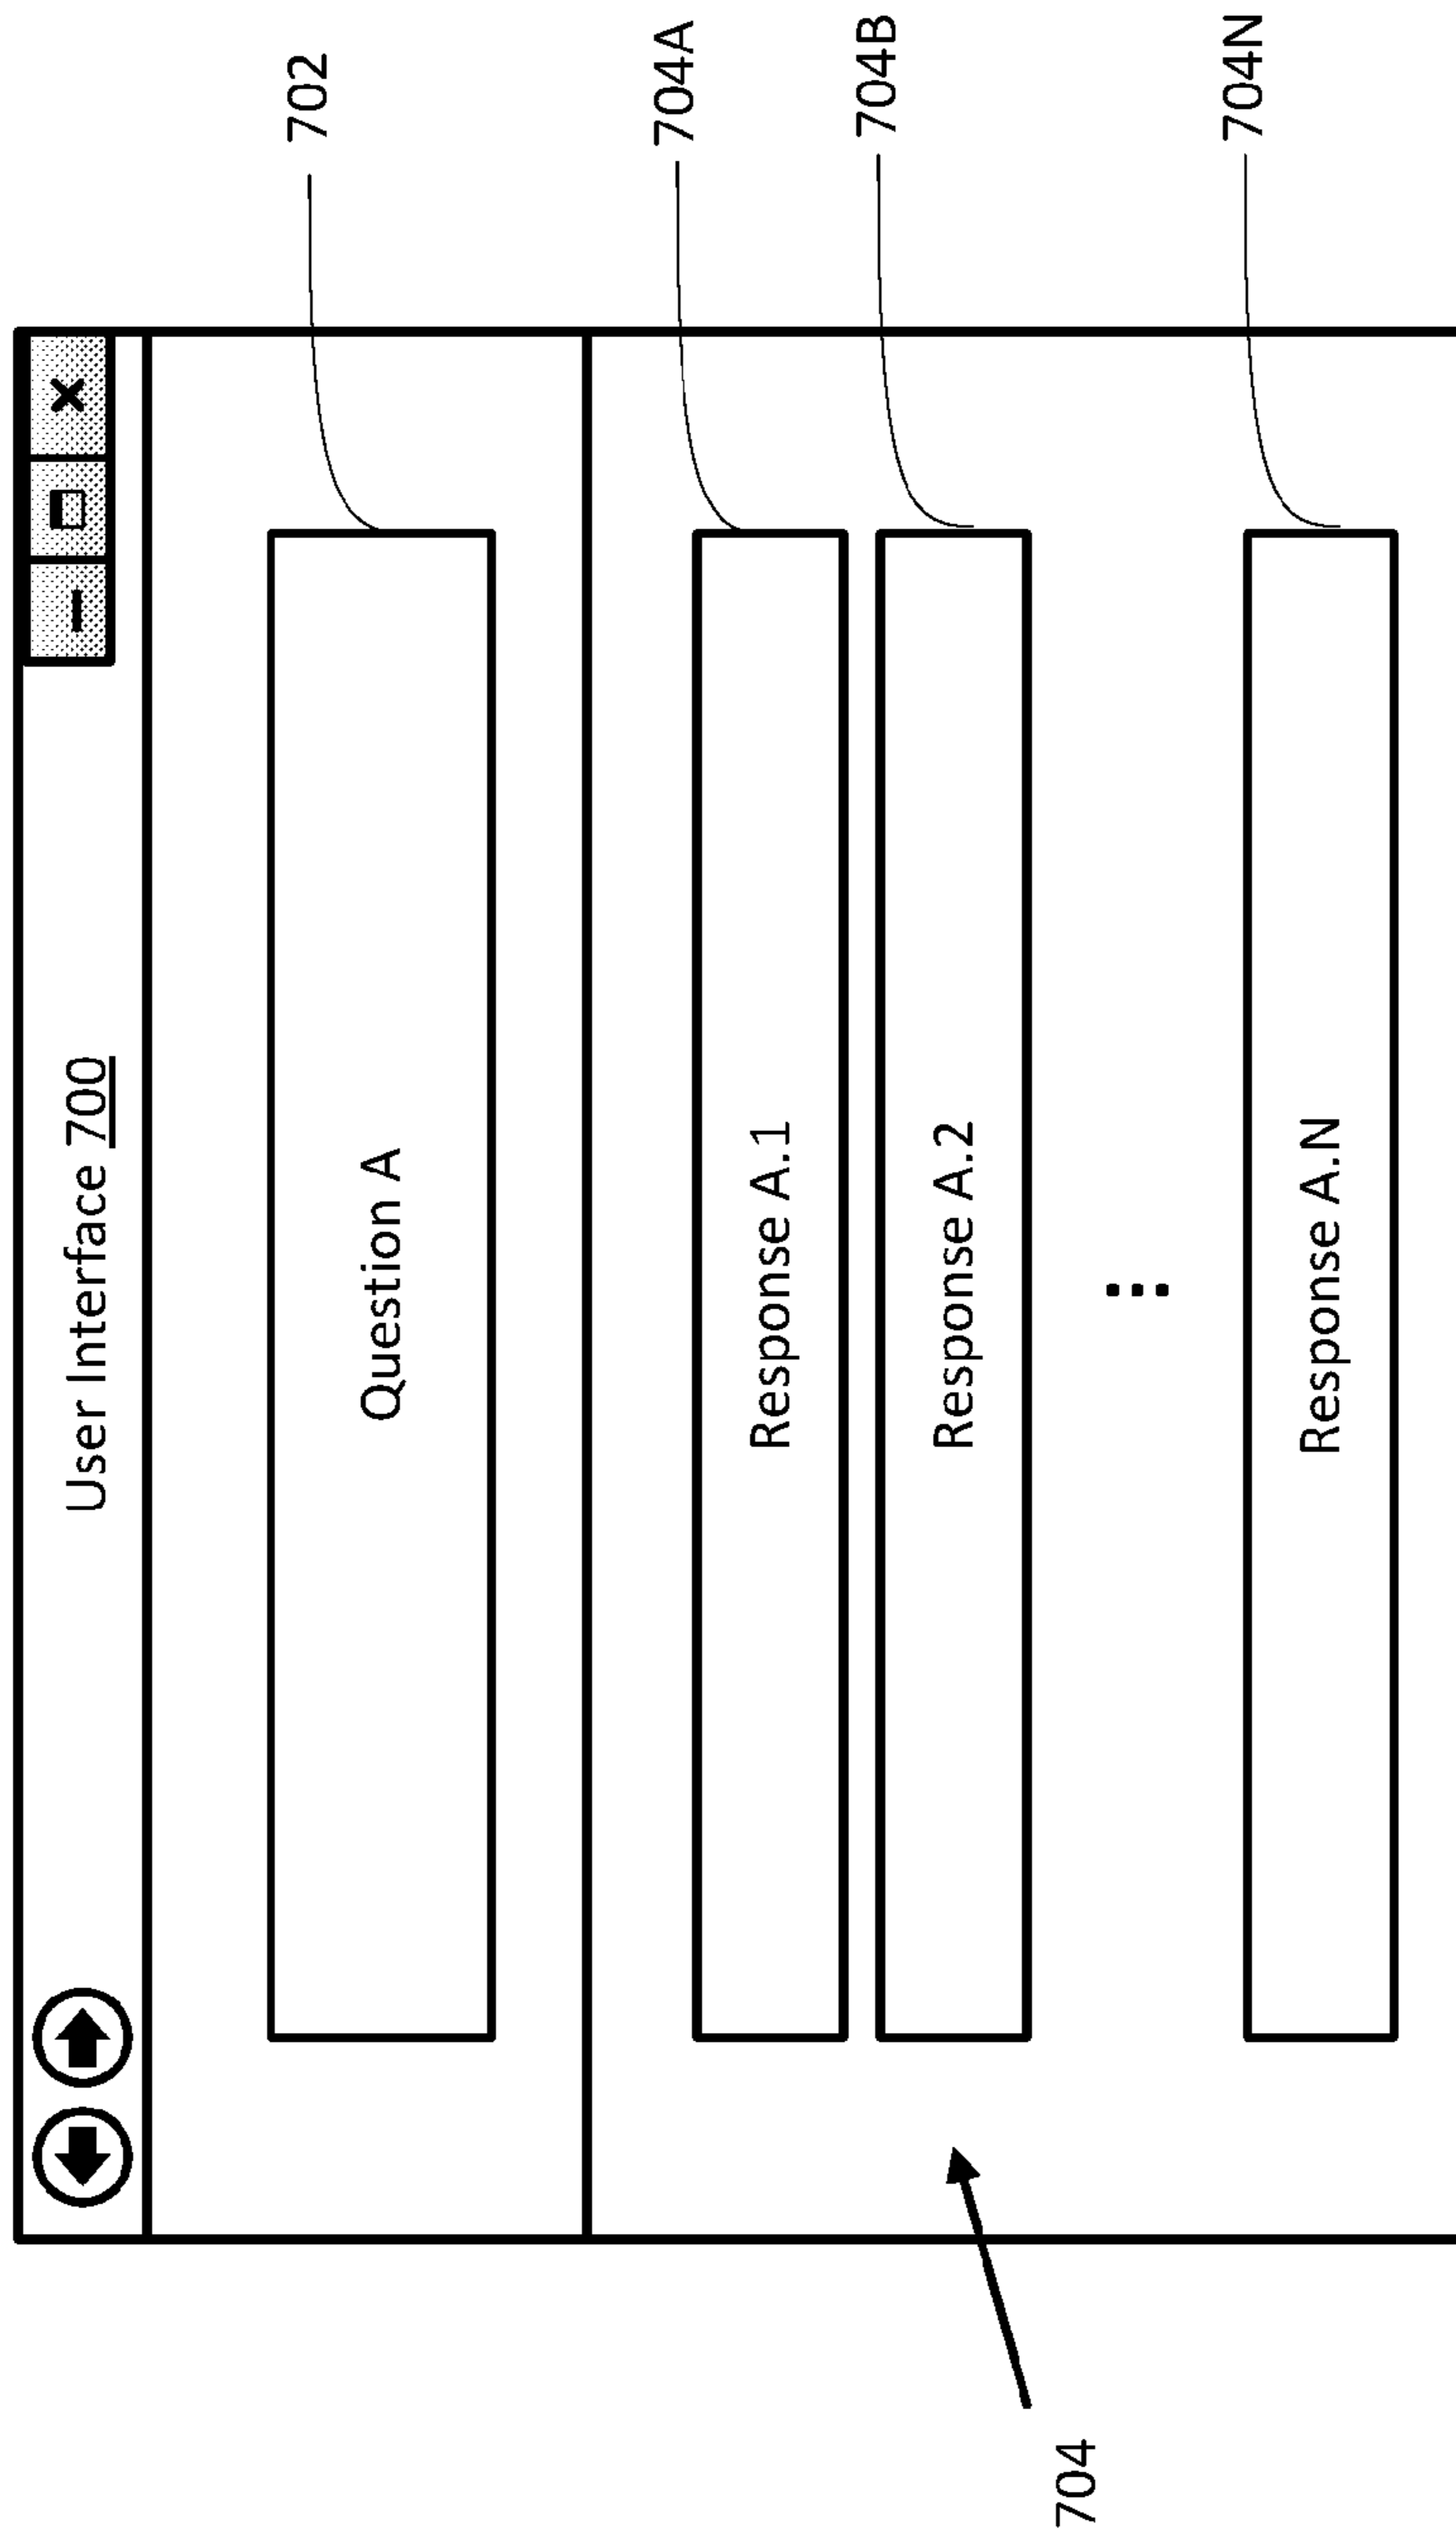 User Interface 700
702
Question A
704A
Response A.1
704B
Response A.2
704
704N
Response A.N